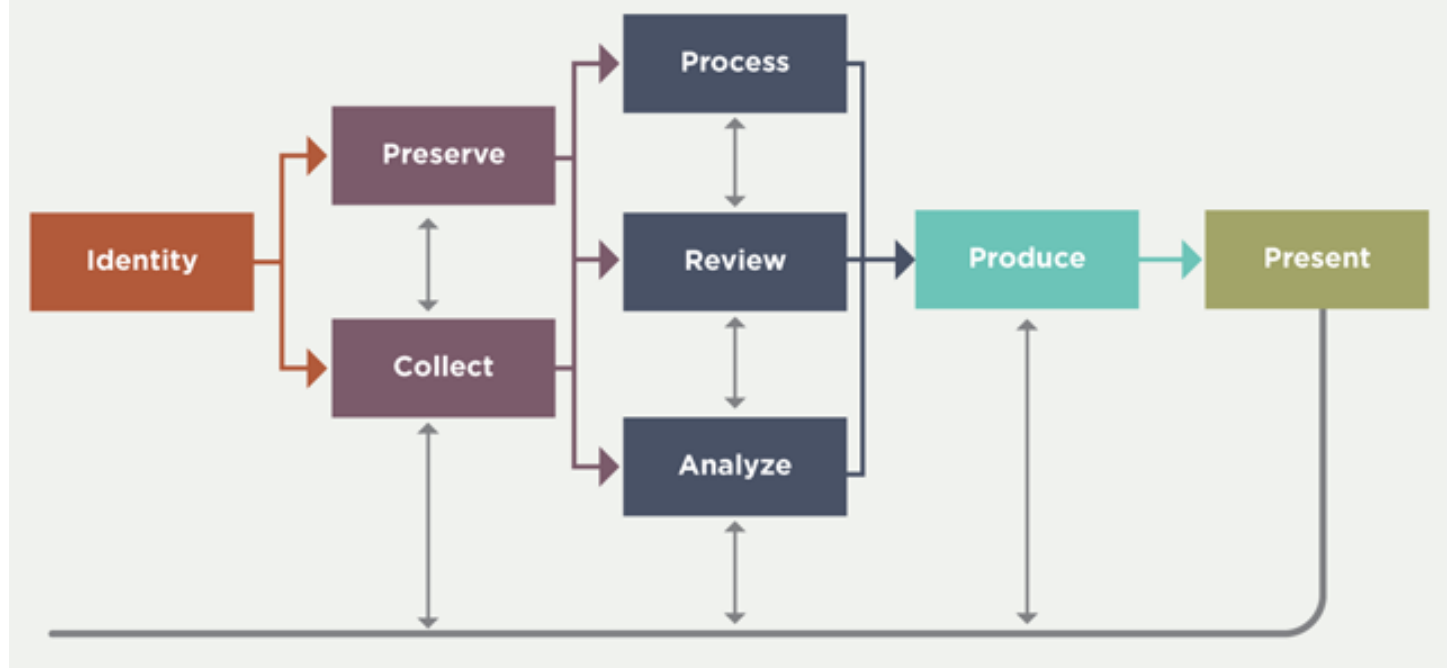 Identity
Preserve
Collect
Process
Review
Analyze
Produce
Present